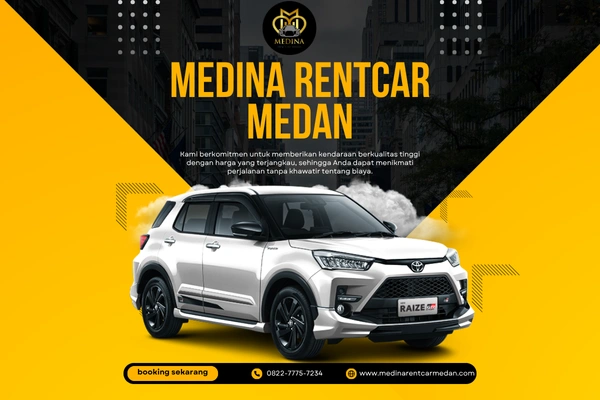 MEDINA
MEDINA RENTCAR
MEDAN
Kami berkomitmen untuk memberikan kendaraan berkualitas tinggi
dengan harga yang terjangkau, sehingga Anda dapat menikmati
perjalanan tanpa khawatir tentang biaya.
RAIZE
booking sekarang
0822-7775-7234
www.medinarentcarmedan.com